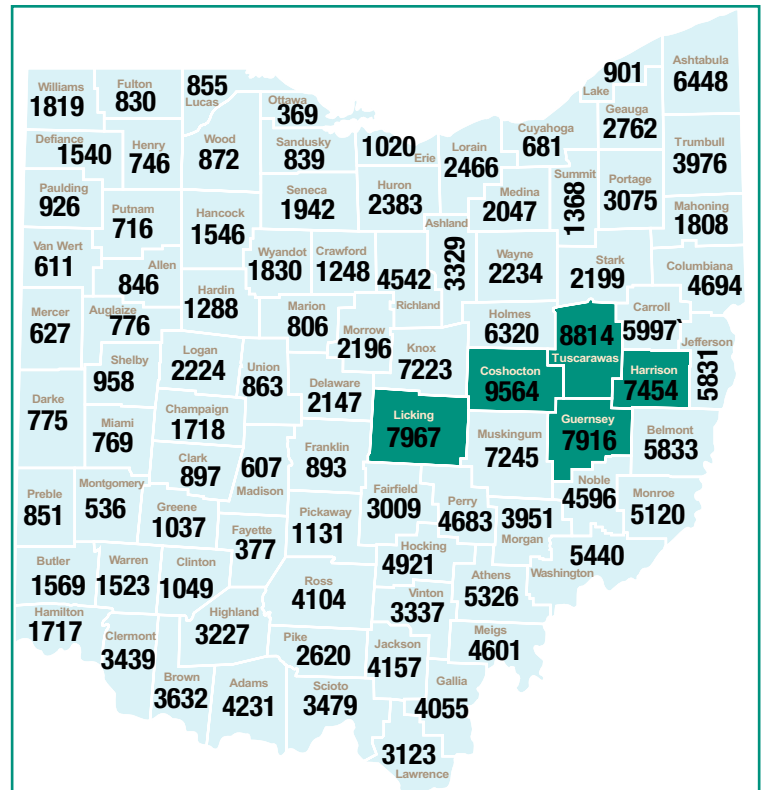 Williams
1819
Fulton
830
855
Lucas
Ottawa
369
901
Lake
Ashtabula
6448
Geauga
2762
Defiance
1540
Henry
746
Wood
872
Sandusky
839
1020
Erie
Lorain
2466
Cuyahoga
681
Trumbull
3976
Paulding
926
Putnam
716
Hancock
1546
Seneca
1942
Huron
2383
Ashland
3329
Medina
2047
Summit
1368
Portage
3075
Mahoning
1808
Van Wert
611
Allen
846
Wyandot
1830
Crawford
1248
4542
Richland
Wayne
2234
Stark
2199
Columbiana
4694
Mercer
627
Auglaize
776
Hardin
1288
Marion
806
Morrow
2196
Knox
7223
Holmes
6320
8814
Tuscarawas
Carroll
5997`
Jefferson
5831
Shelby
958
Logan
2224
Union
863
Delaware
2147
Coshocton
9564
Harrison
7454
Darke
775
Miami
769
Champaign
1718
Licking
7967
Muskingum
7245
Guernsey
7916
Belmont
5833
Clark
897
607
Madison
Franklin
893
Preble
851
Montgomery
536
Greene
1037
Fayette
377
Pickaway
1131
Fairfield
3009
Perry
4683
3951
Morgan
Noble
4596
Monroe
5120
Butler
1569
Warren
1523
Clinton
1049
Ross
4104
Hocking
4921
Athens
5326
5440
Washington
Hamilton
1717
Clermont
3439
Highland
3227
Pike
2620
Vinton
3337
Jackson
4157
Meigs
4601
Brown
3632
Adams
4231
Scioto
3479
Gallia
4055
3123
Lawrence